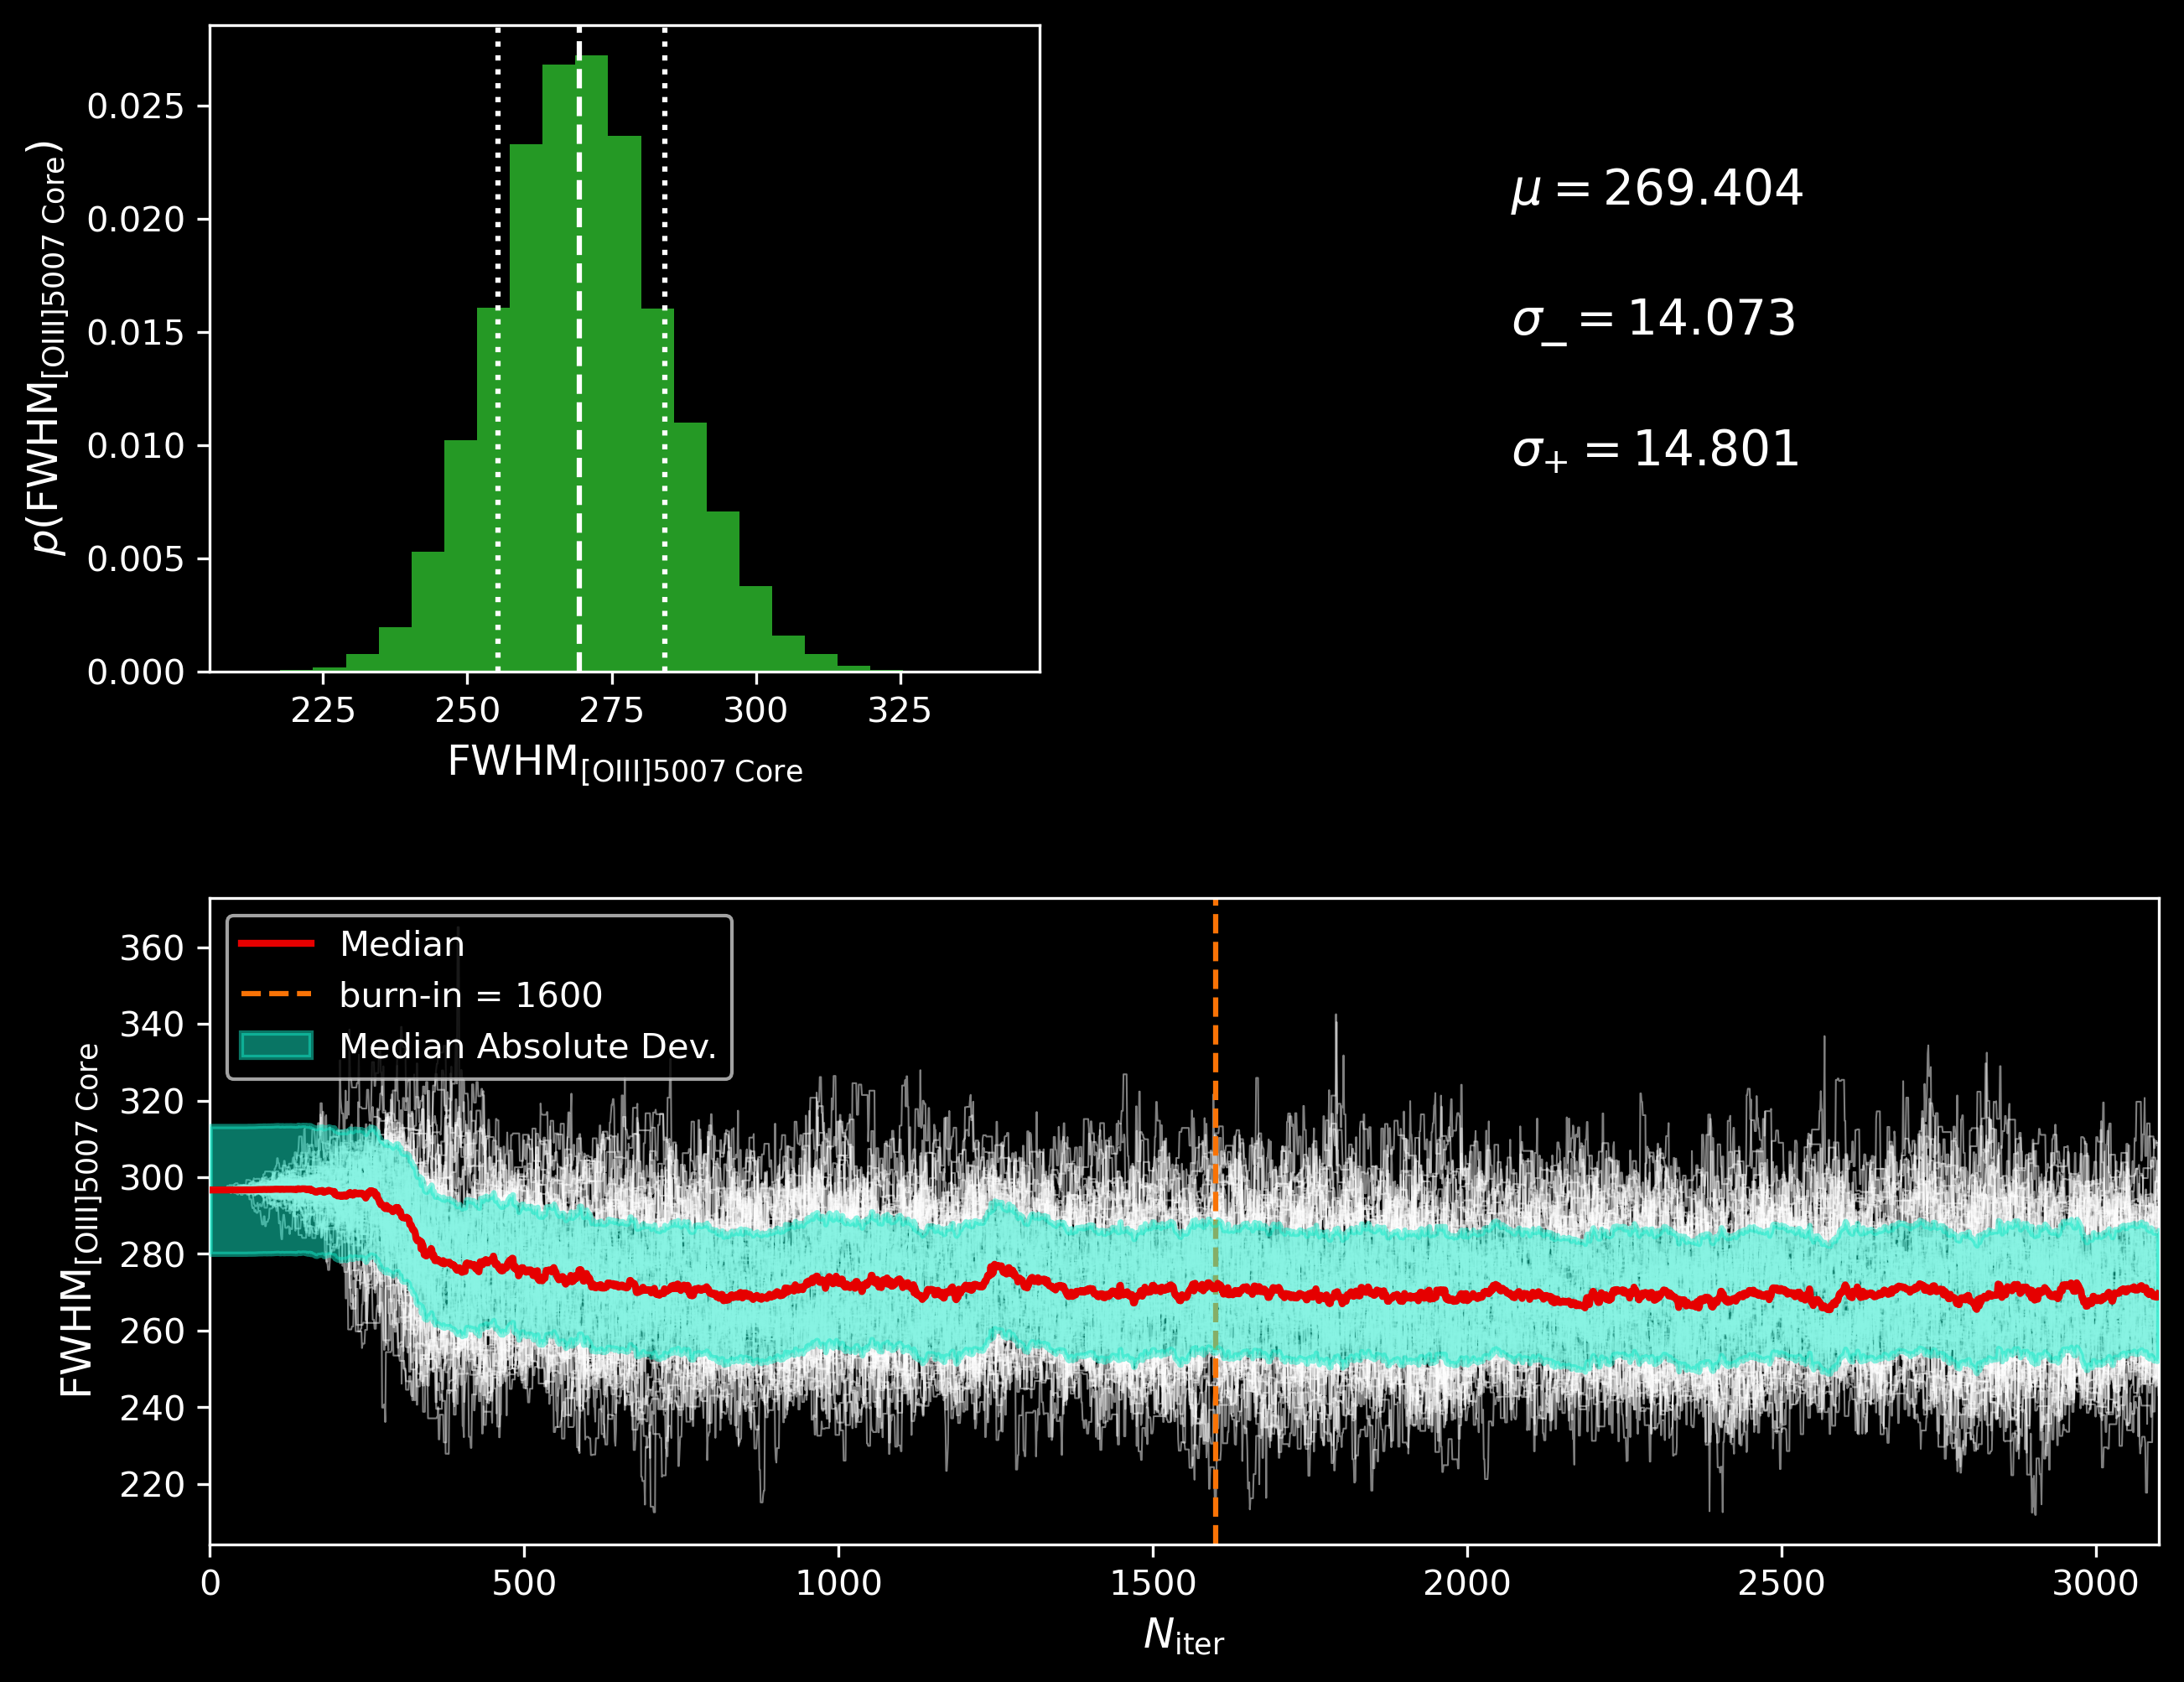 0.025
0.020
0.015
0.010
0.005
0.000
p(FWHM[OIII]5007 Core)
225 250 275 300 325
FWHM[OIII]5007 Core
μ = 269.404
σ− = 14.073
σ+ = 14.801
360
340
320
300
280
260
240
220
FWHM[OIII]5007 Core
Median
burn-in = 1600
Median Absolute Dev.
0 500 1000 1500 2000 2500 3000
Niter